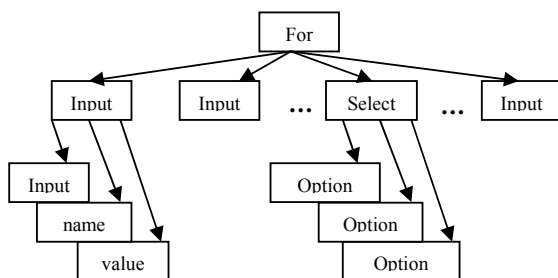 For
Input Input ... Select ... Input
Input Option
name Option
value Option